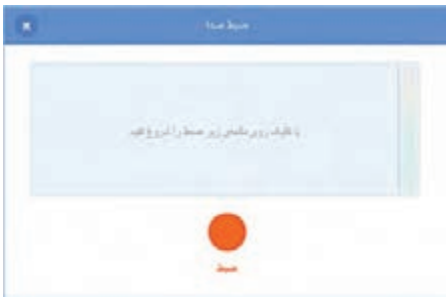 ضبط صدا
با کلیک روی دکمه‌ی زیر ضبط را شروع کنید
ضبط